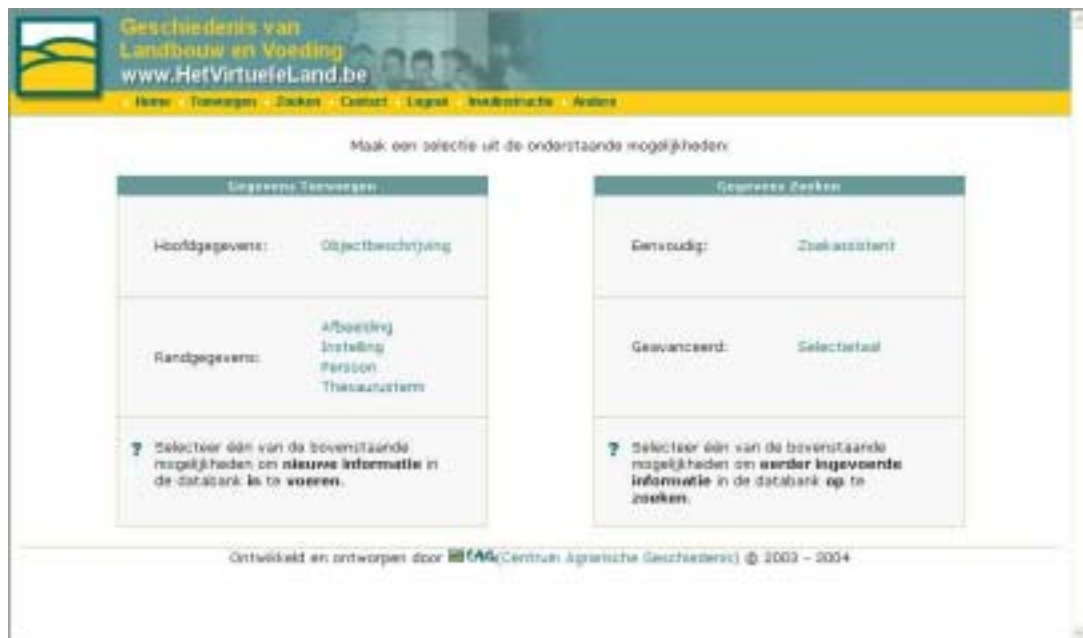 Geschiedenis van
Landbouw en Voeding
www.HetVirtueleLand.be
Home Toevoegen Zoeken Contact Logout Invulinstructie Andere
Maak een selectie uit de onderstaande mogelijkheden:
Gegevens Toevoegen
Hoofdgegevens: Objectbeschrijving
Randgegevens:
Afbeelding
Instelling
Persoon
Thesaurusterm
? Selecteer één van de bovenstaande
mogelijkheden om nieuwe informatie in
de databank in te voeren.
Gegevens Zoeken
Eenvoudig: Zoekassistent
Geavanceerd: Selectietaal
? Selecteer één van de bovenstaande
mogelijkheden om eerder ingevoerde
informatie in de databank op te
zoeken.
Ontwikkeld en ontworpen door CAG (Centrum Agrarische Geschiedenis) © 2003 - 2004